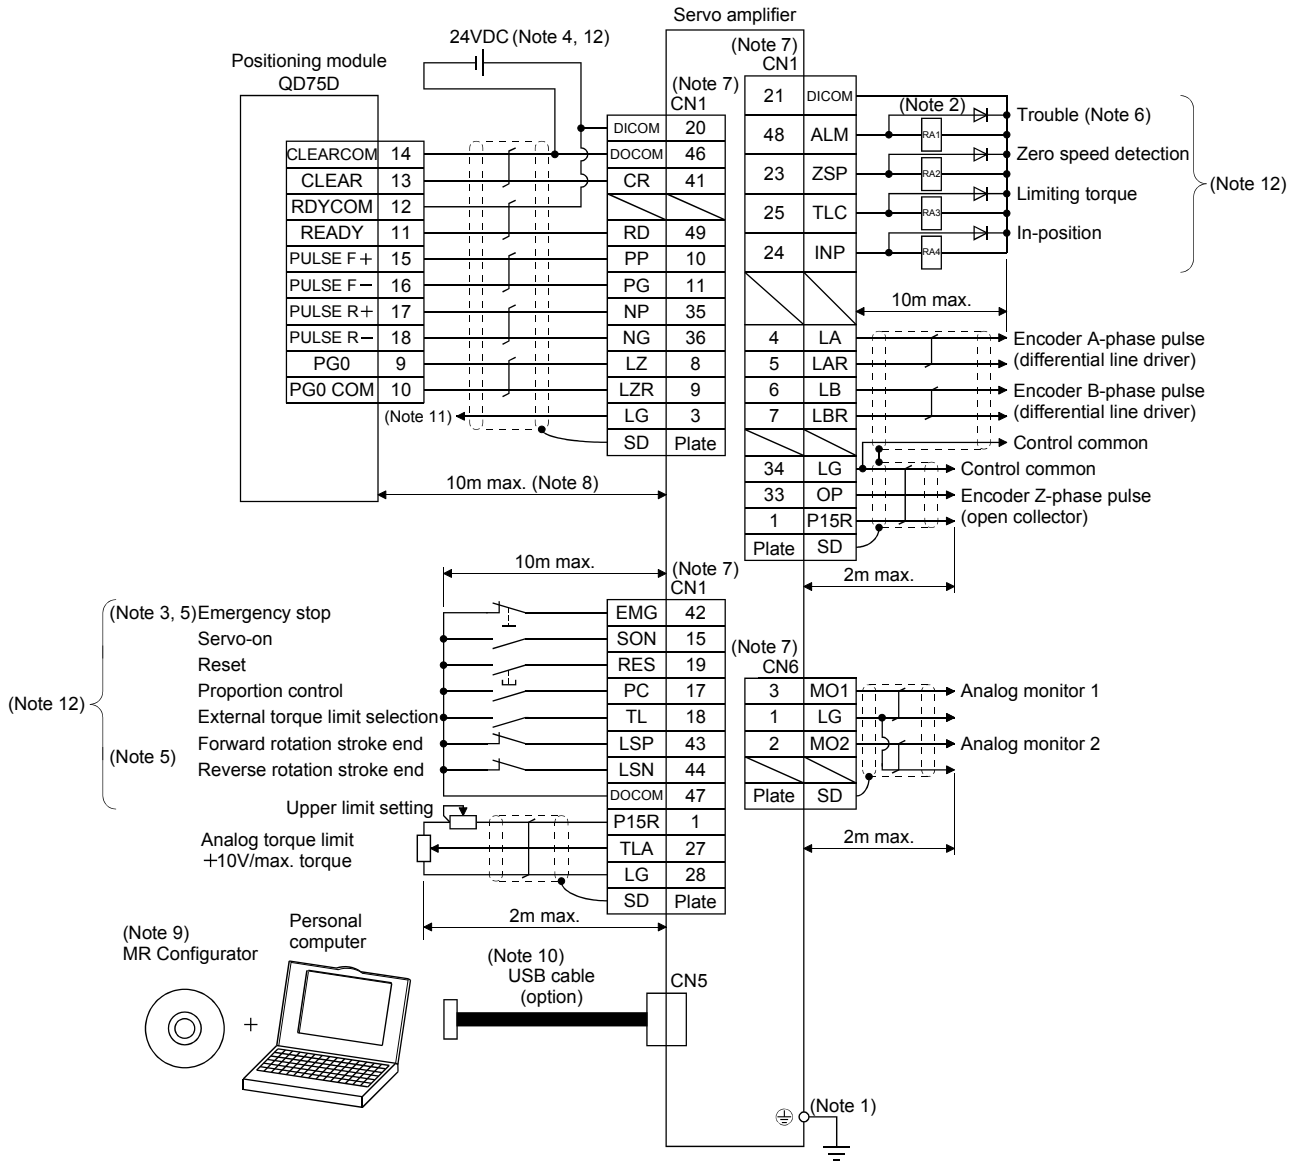 Servo amplifier
24VDC (Note 4, 12)
Positioning module
QD75D
(Note 7)
CN1
CLEARCOM 14
CLEAR 13
RDYCOM 12
READY 11
PULSE F+ 15
PULSE F− 16
PULSE R+ 17
PULSE R− 18
PG0 9
PG0 COM 10
(Note 11)
DICOM 20
DOCOM 46
CR 41
RD 49
PP 10
PG 11
NP 35
NG 36
LZ 8
LZR 9
LG 3
SD Plate
10m max. (Note 8)
(Note 7)
CN1
21 DICOM
48 ALM
23 ZSP
25 TLC
24 INP
4 LA
5 LAR
6 LB
7 LBR
34 LG
33 OP
1 P15R
Plate SD
(Note 2)
RA1
RA2
RA3
RA4
Trouble (Note 6)
Zero speed detection
Limiting torque
In-position
(Note 12)
10m max.
Encoder A-phase pulse
(differential line driver)
Encoder B-phase pulse
(differential line driver)
Control common
Control common
Encoder Z-phase pulse
(open collector)
2m max.
10m max.
(Note 7)
CN1
(Note 12)
(Note 3, 5) Emergency stop
Servo-on
Reset
Proportion control
External torque limit selection
(Note 5)
Forward rotation stroke end
Reverse rotation stroke end
EMG 42
SON 15
RES 19
PC 17
TL 18
LSP 43
LSN 44
DOCOM 47
P15R 1
TLA 27
LG 28
SD Plate
Upper limit setting
Analog torque limit
+10V/max. torque
2m max.
(Note 7)
CN6
3 MO1
1 LG
2 MO2
Plate SD
Analog monitor 1
Analog monitor 2
2m max.
(Note 9)
MR Configurator
+
Personal
computer
(Note 10)
USB cable
(option)
CN5
(Note 1)